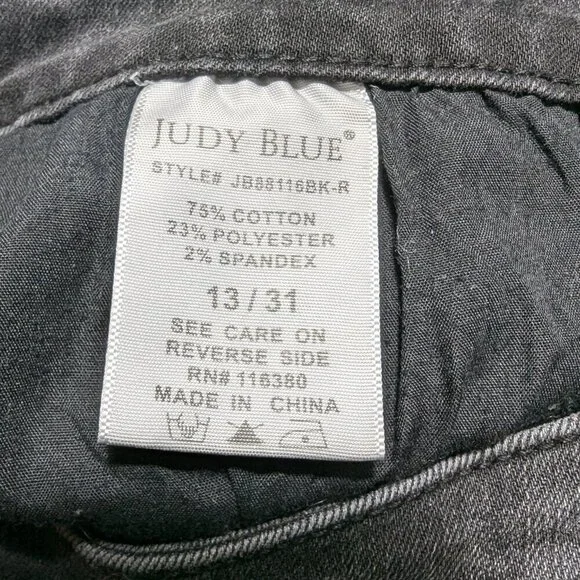 JUDY BLUE®
STYLE# JB88116BK-R
75% COTTON
23% POLYESTER
2% SPANDEX
13 / 31
SEE CARE ON
REVERSE SIDE
RN# 116380
MADE IN CHINA